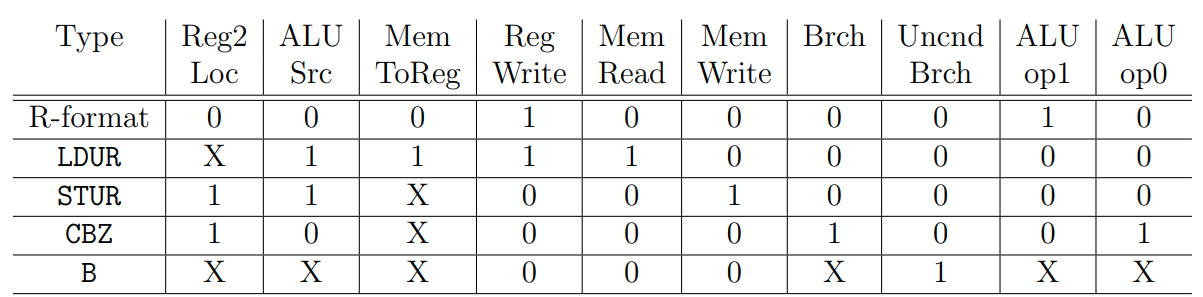 Type Reg2 ALU Mem Reg Mem Mem Brch Uncnd ALU ALU
Loc Src ToReg Write Read Write Brch op1 op0
R-format 0 0 0 1 0 0 0 0 1 0
LDUR X 1 1 1 1 0 0 0 0 0
STUR 1 1 X 0 0 1 0 0 0 0
CBZ 1 0 X 0 0 0 1 0 0 1
B X X X 0 0 0 X 1 X X